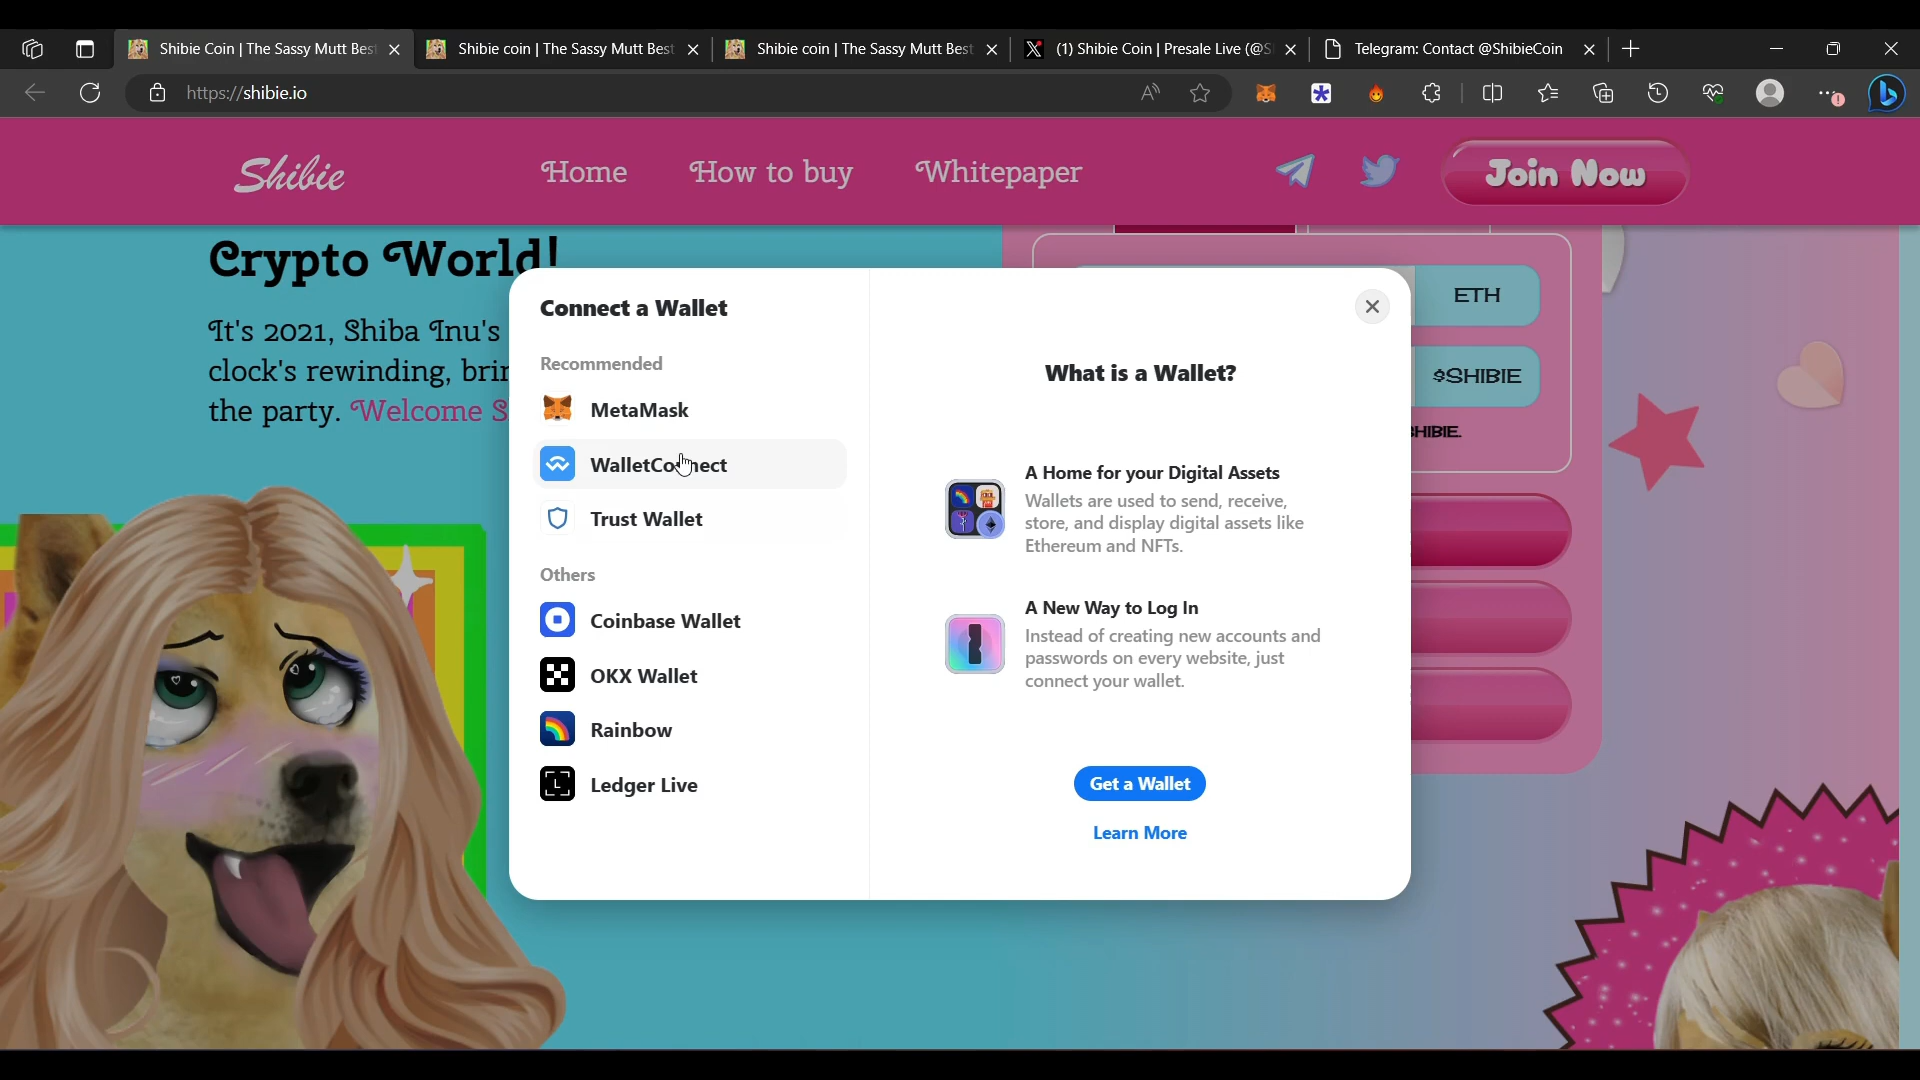 Shibie Coin | The Sassy Mutt Bes
Shibie coin | The Sassy Mutt Best
Shibie coin | The Sassy Mutt Best
(1) Shibie Coin | Presale Live (@S
Telegram: Contact @ShibieCoin
https://shibie.io
Shibie
Home
How to buy
Whitepaper
Join Now
Crypto World!
It's 2021, Shiba Inu's
clock's rewinding, brin
the party. Welcome S
Connect a Wallet
Recommended
MetaMask
WalletConnect
Trust Wallet
Others
Coinbase Wallet
OKX Wallet
Rainbow
Ledger Live
What is a Wallet?
A Home for your Digital Assets
Wallets are used to send, receive,
store, and display digital assets like
Ethereum and NFTs.
A New Way to Log In
Instead of creating new accounts and
passwords on every website, just
connect your wallet.
Get a Wallet
Learn More
ETH
$SHIBIE
HIBIE.